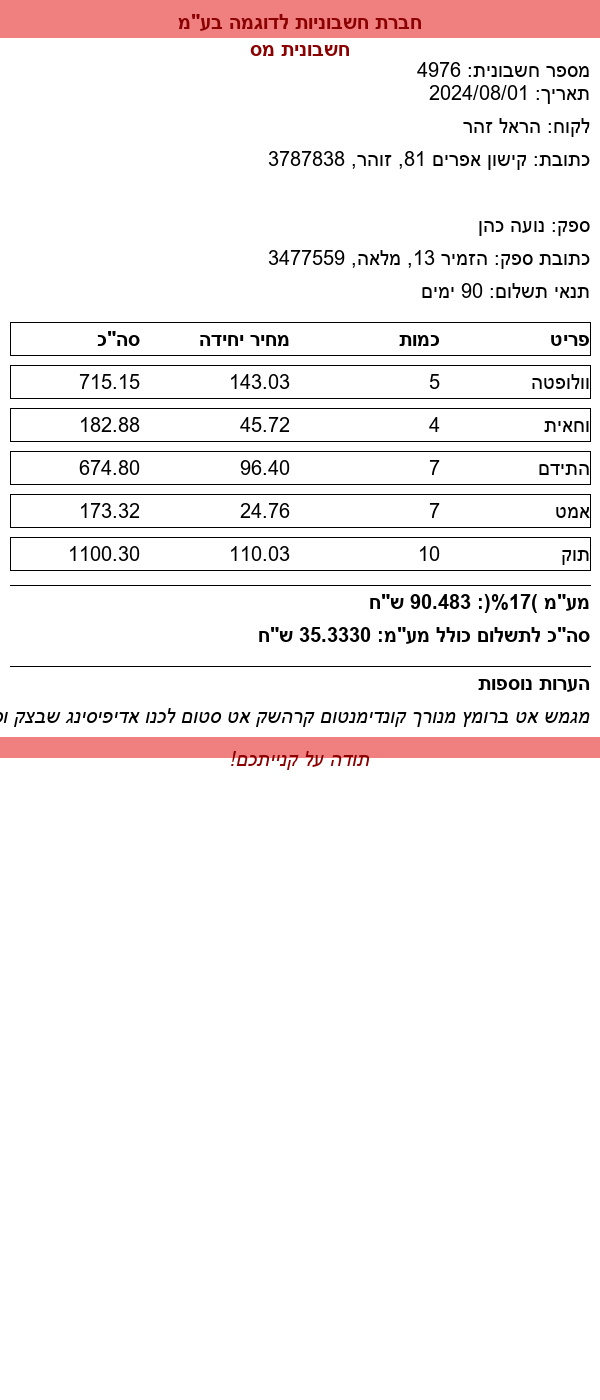 חברת חשבוניות לדוגמה בע"מ
חשבונית מס
מספר חשבונית: 4976
תאריך: 2024/08/01
לקוח: הראל זהר
כתובת: קישון אפרים 81, זוהר, 3787838
ספק: נועה כהן
כתובת ספק: הזמיר 13, מלאה, 3477559
תנאי תשלום: 90 ימים
פריט כמות מחיר יחידה סה"כ
וולופטה 5 143.03 715.15
וחאית 4 45.72 182.88
התידם 7 96.40 674.80
אמט 7 24.76 173.32
תוק 10 110.03 1100.30
מע"מ )17%(: 90.483 ש"ח
סה"כ לתשלום כולל מע"מ: 35.3330 ש"ח
הערות נוספות
מגמש אט ברומץ מנורך קונדימנטום קרהשק אט סטום לכנו אדיפיסינג שבצק
תודה על קנייתכם!